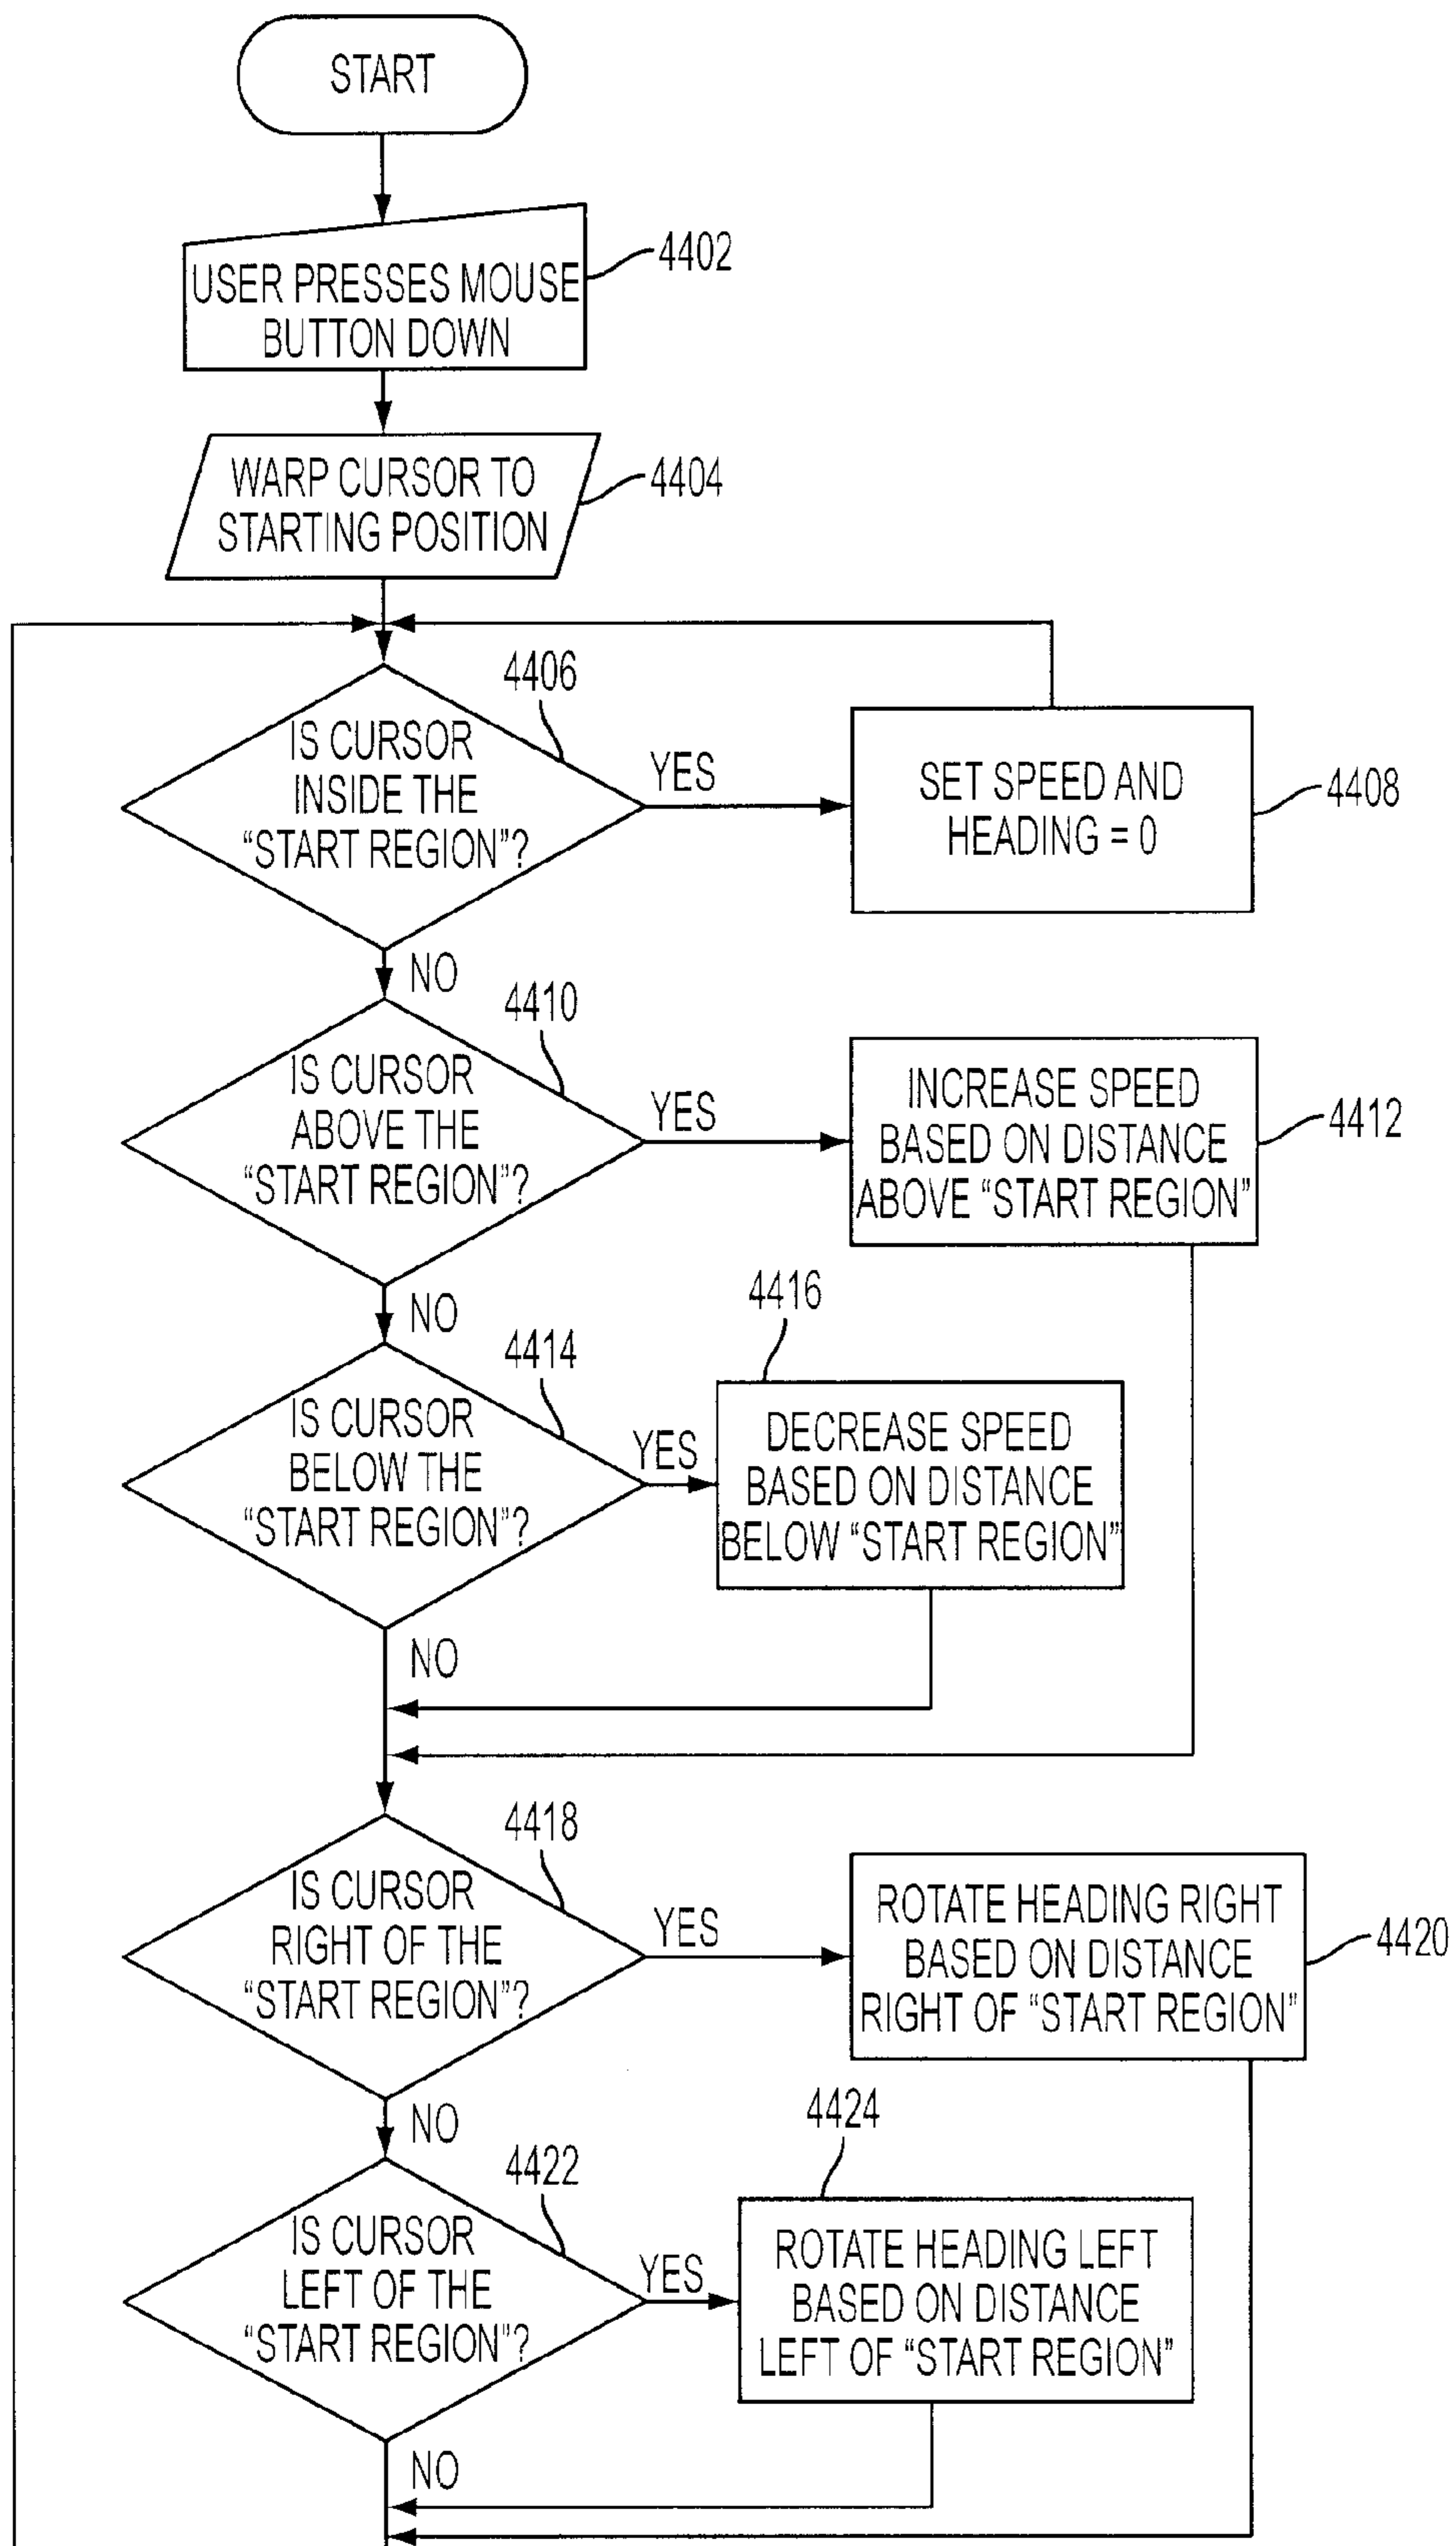 START
4402
USER PRESSES MOUSE
BUTTON DOWN
WARP CURSOR TO
STARTING POSITION
4404
4406
IS CURSOR
INSIDE THE
“START REGION”?
YES
SET SPEED AND
HEADING = 0
4408
NO
4410
IS CURSOR
ABOVE THE
“START REGION”?
YES
INCREASE SPEED
BASED ON DISTANCE
ABOVE “START REGION”
4412
NO
4414
IS CURSOR
BELOW THE
“START REGION”?
YES
4416
DECREASE SPEED
BASED ON DISTANCE
BELOW “START REGION”
NO
4418
IS CURSOR
RIGHT OF THE
“START REGION”?
YES
ROTATE HEADING RIGHT
BASED ON DISTANCE
RIGHT OF “START REGION”
4420
NO
4422
IS CURSOR
LEFT OF THE
“START REGION”?
YES
4424
ROTATE HEADING LEFT
BASED ON DISTANCE
LEFT OF “START REGION”
NO